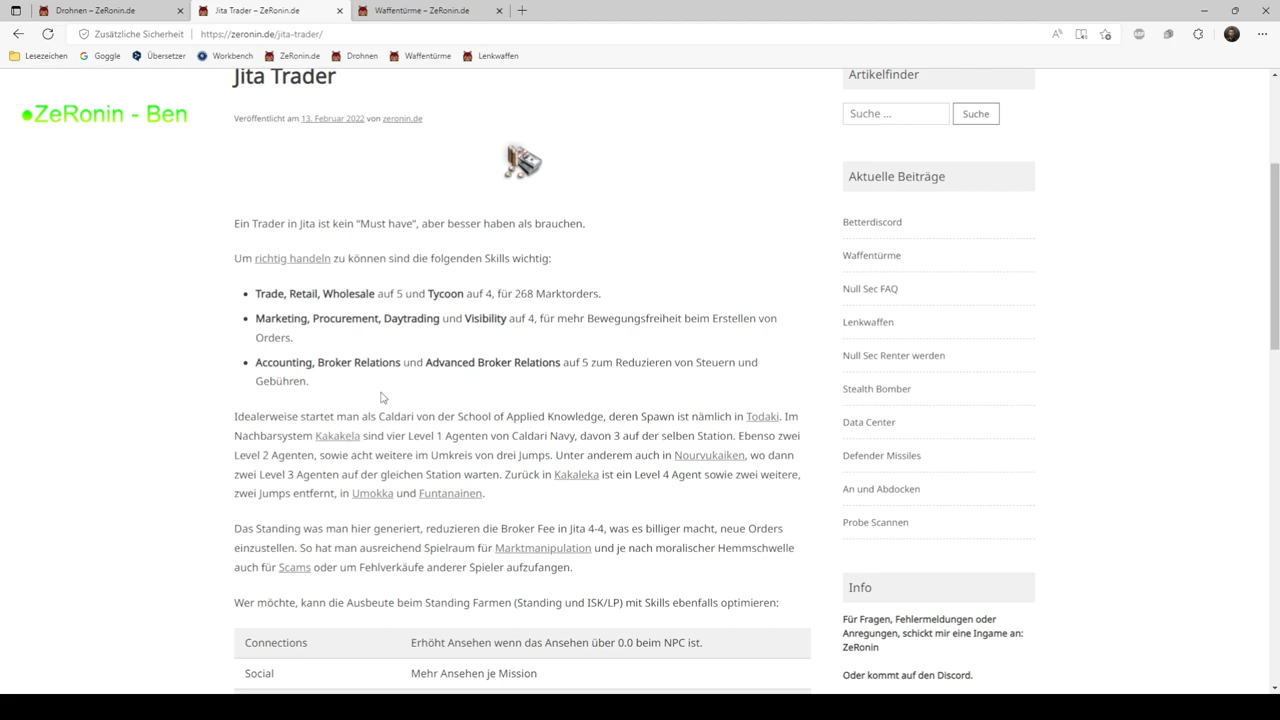 Drohnen – ZeRonin.de
Jita Trader – ZeRonin.de
Waffentürme – ZeRonin.de
Zusätzliche Sicherheit
https://zeronin.de/jita-trader/
Lesezeichen
Goggle
Übersetzer
Workbench
ZeRonin.de
Drohnen
Waffentürme
Lenkwaffen
Jita Trader
ZeRonin - Ben
Veröffentlicht am 13. Februar 2022 von zeronin.de
Ein Trader in Jita ist kein “Must have”, aber besser haben als brauchen.
Um richtig handeln zu können sind die folgenden Skills wichtig:
Trade, Retail, Wholesale auf 5 und Tycoon auf 4, für 268 Marktorders.
Marketing, Procurement, Daytrading und Visibility auf 4, für mehr Bewegungsfreiheit beim Erstellen von
Orders.
Accounting, Broker Relations und Advanced Broker Relations auf 5 zum Reduzieren von Steuern und
Gebühren.
Idealerweise startet man als Caldari von der School of Applied Knowledge, deren Spawn ist nämlich in Todaki. Im
Nachbarsystem Kakakela sind vier Level 1 Agenten von Caldari Navy, davon 3 auf der selben Station. Ebenso zwei
Level 2 Agenten, sowie acht weitere im Umkreis von drei Jumps. Unter anderem auch in Nourvukaiken, wo dann
zwei Level 3 Agenten auf der gleichen Station warten. Zurück in Kakaleka ist ein Level 4 Agent sowie zwei weitere,
zwei Jumps entfernt, in Umokka und Funtanainen.
Das Standing was man hier generiert, reduzieren die Broker Fee in Jita 4-4, was es billiger macht, neue Orders
einzustellen. So hat man ausreichend Spielraum für Marktmanipulation und je nach moralischer Hemmschwelle
auch für Scams oder um Fehlverkäufe anderer Spieler aufzufangen.
Wer möchte, kann die Ausbeute beim Standing Farmen (Standing und ISK/LP) mit Skills ebenfalls optimieren:
Connections Erhöht Ansehen wenn das Ansehen über 0.0 beim NPC ist.
Social Mehr Ansehen je Mission
Artikelfinder
Suche …
Suche
Aktuelle Beiträge
Betterdiscord
Waffentürme
Null Sec FAQ
Lenkwaffen
Null Sec Renter werden
Stealth Bomber
Data Center
Defender Missiles
An und Abdocken
Probe Scannen
Info
Für Fragen, Fehlermeldungen oder
Anregungen, schickt mir eine Ingame an:
ZeRonin
Oder kommt auf den Discord.